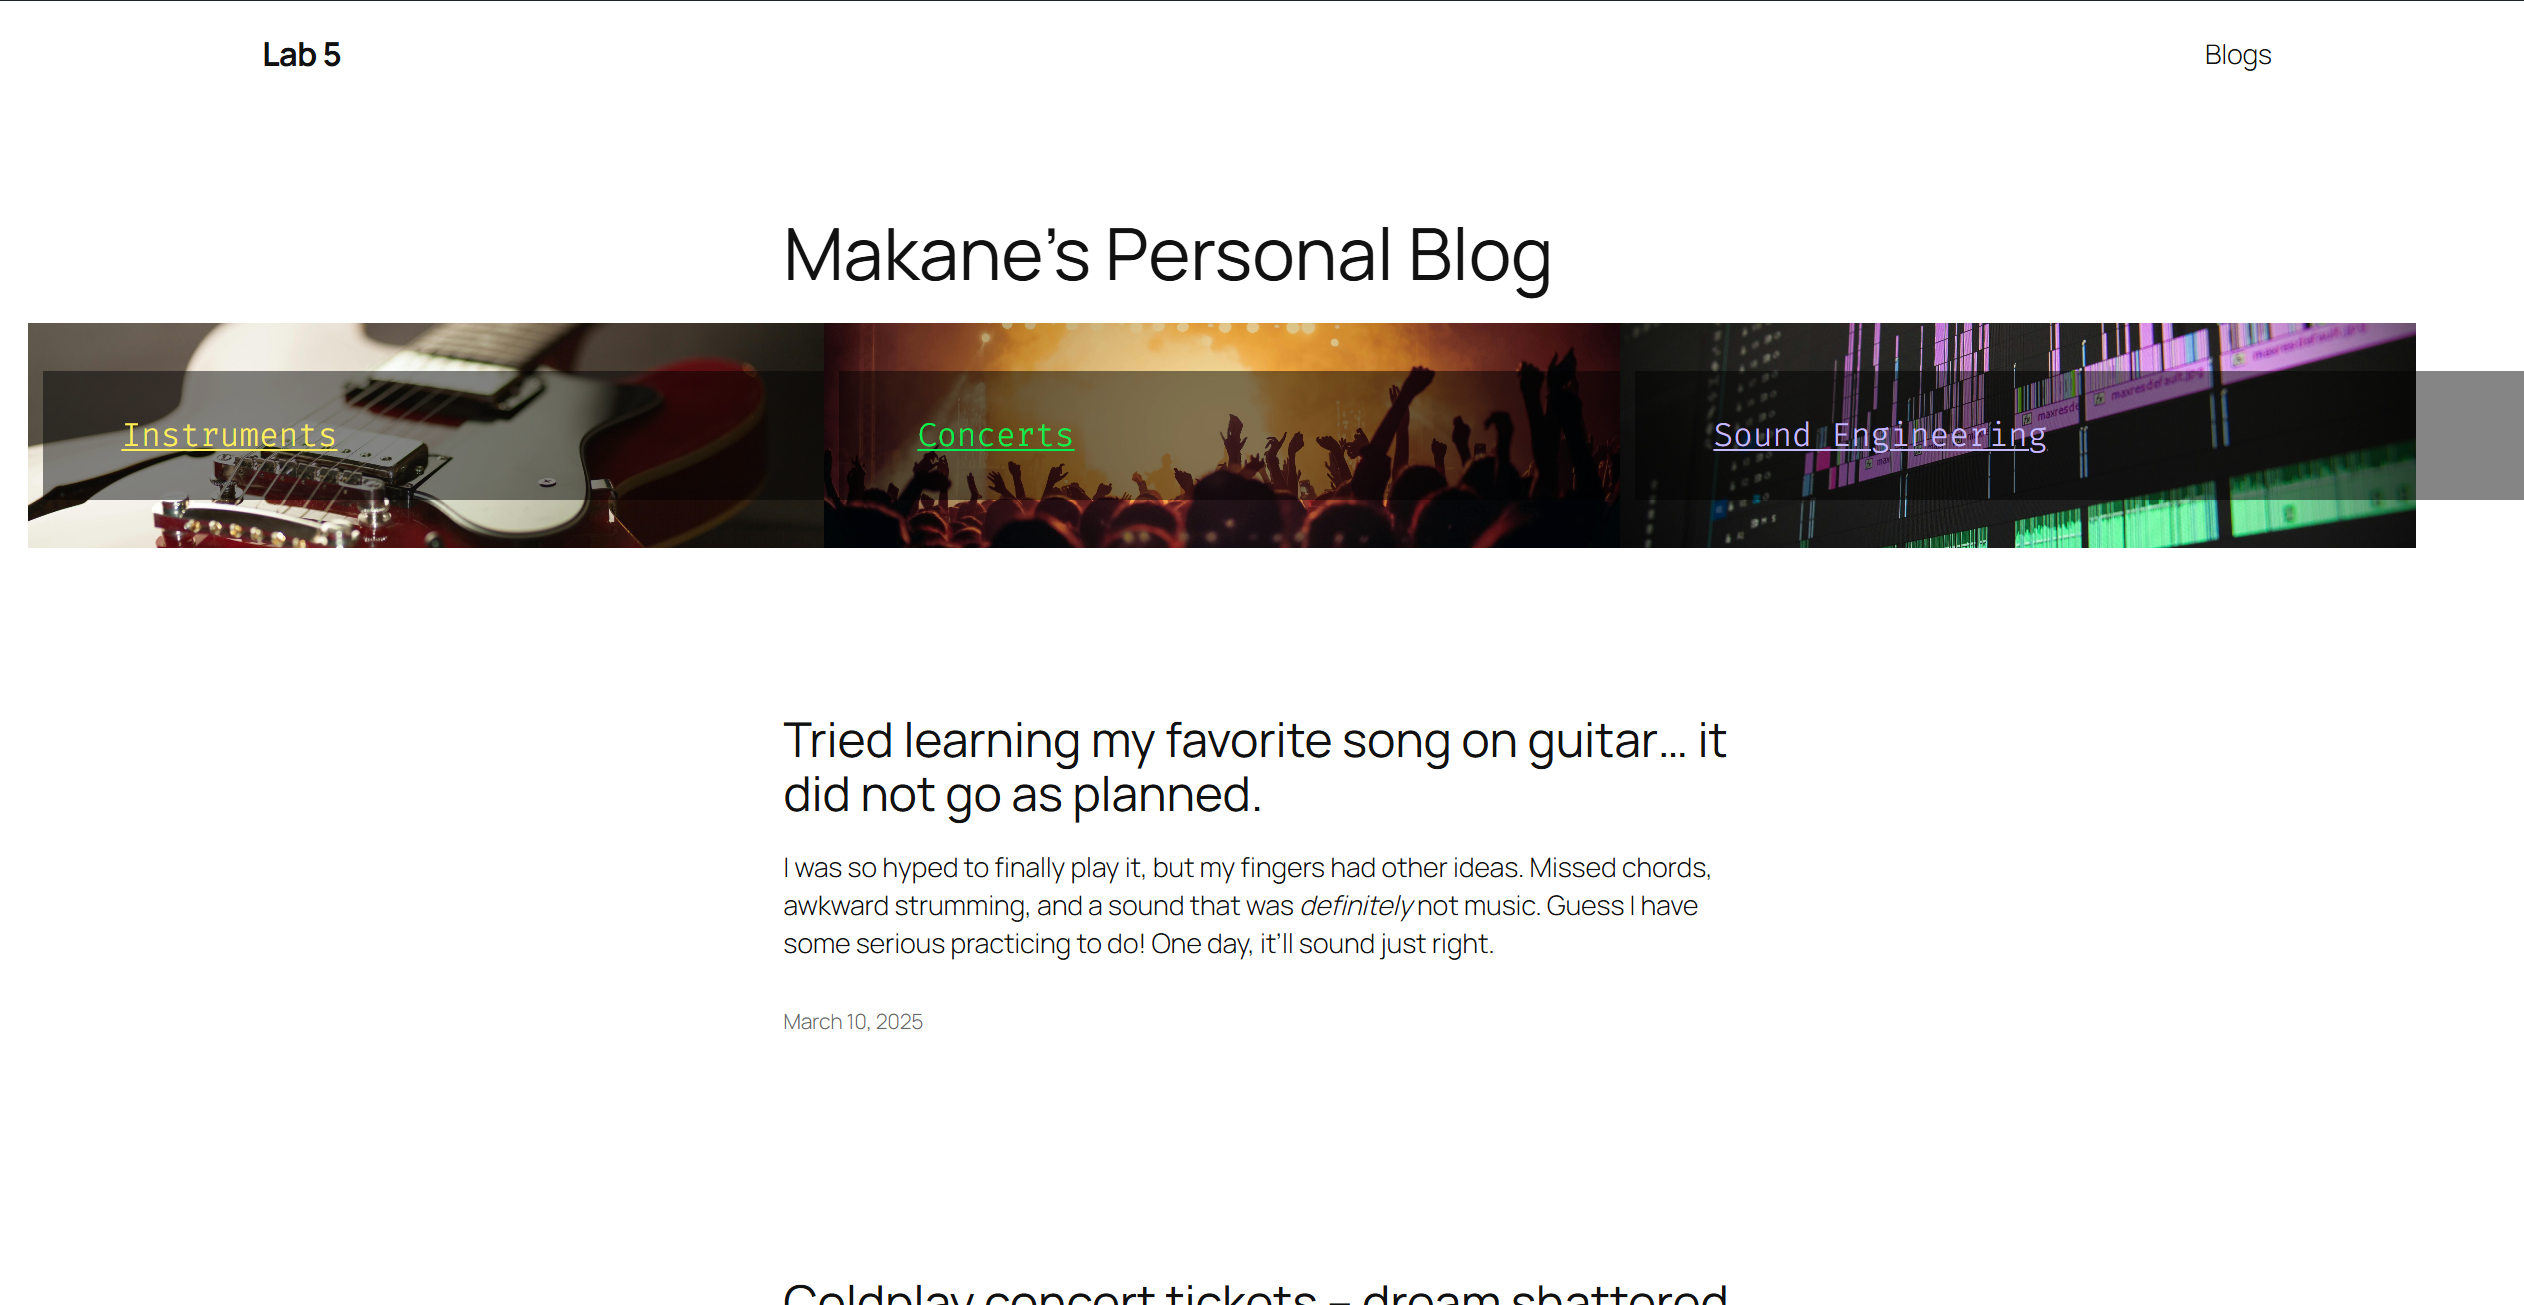 Lab 5
Blogs
Makane’s Personal Blog
Instruments
Concerts
Sound Engineering
Tried learning my favorite song on guitar… it
did not go as planned.
I was so hyped to finally play it, but my fingers had other ideas. Missed chords,
awkward strumming, and a sound that was definitely not music. Guess I have
some serious practicing to do! One day, it’ll sound just right.
March 10, 2025
Coldplay concert tickets – dream shattered